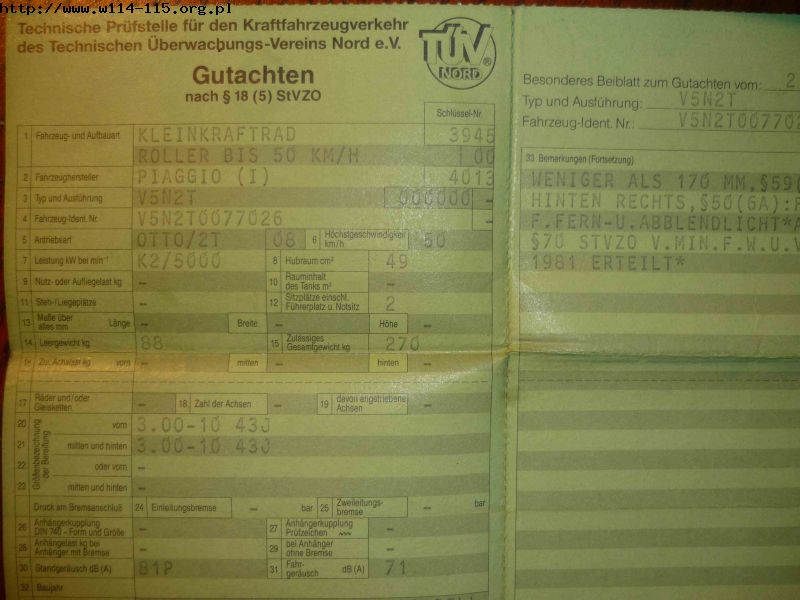 http://www.w114-115.org.pl
Technische Prüfstelle für den Kraftfahrzeugverkehr
des Technischen Überwachungs-Vereins Nord e.V.
TÜV
NORD
®
Gutachten
nach § 18 (5) StVZO
Schlüssel-Nr.
1 Fahrzeug- und Aufbauart KLEINKRAFTRAD 3945
ROLLER BIS 50 KM/H 00
2 Fahrzeughersteller PIAGGIO (I) 4013
3 Typ und Ausführung V5N2T 000000 -
4 Fahrzeug-Ident. Nr. V5N2T0077026 -
5 Antriebsart OTTO/2T 08 6 Höchstgeschwindigkeit km/h 50
7 Leistung kW bei min⁻¹ K2/5000 8 Hubraum cm³ 49
9 Nutz- oder Aufliegelast kg - 10 Rauminhalt des Tanks m³ -
11 Steh-/Liegeplätze - 12 Sitzplätze einschl. Führerplatz u. Notsitz 2
13 Maße über alles mm Länge - Breite - Höhe -
14 Leergewicht kg 88 15 Zulässiges Gesamtgewicht kg 270
Zul. Achslast kg vorn - mitten - hinten -
17 Räder und/oder Gleisketten - 18 Zahl der Achsen - 19 davon angetriebene Achsen -
Größenbezeichnung der Bereifung
20 vorn 3.00-10 430
21 mitten und hinten 3.00-10 430
22 oder vorn -
23 mitten und hinten -
Druck am Bremsanschluß 24 Einleitungsbremse - bar 25 Zweileitungsbremse - bar
26 Anhängerkupplung DIN 740 - Form und Größe - 27 Anhängerkupplung Prüfzeichen -
28 Anhängelast kg bei Anhänger mit Bremse - 29 bei Anhänger ohne Bremse -
30 Standgeräusch dB (A) 81P 31 Fahrgeräusch dB (A) 71
32 Baujahr
Besonderes Beiblatt zum Gutachten vom: 2
Typ und Ausführung: V5N2T
Fahrzeug-Ident. Nr.: V5N2T007702
33 Bemerkungen (Fortsetzung)
WENIGER ALS 170 MM,§59(
HINTEN RECHTS,§50(6A):F
F.FERN-U.ABBLENDLICHT*A
§70 STVZO V.MIN.F.W.U.V
1981 ERTEILT*